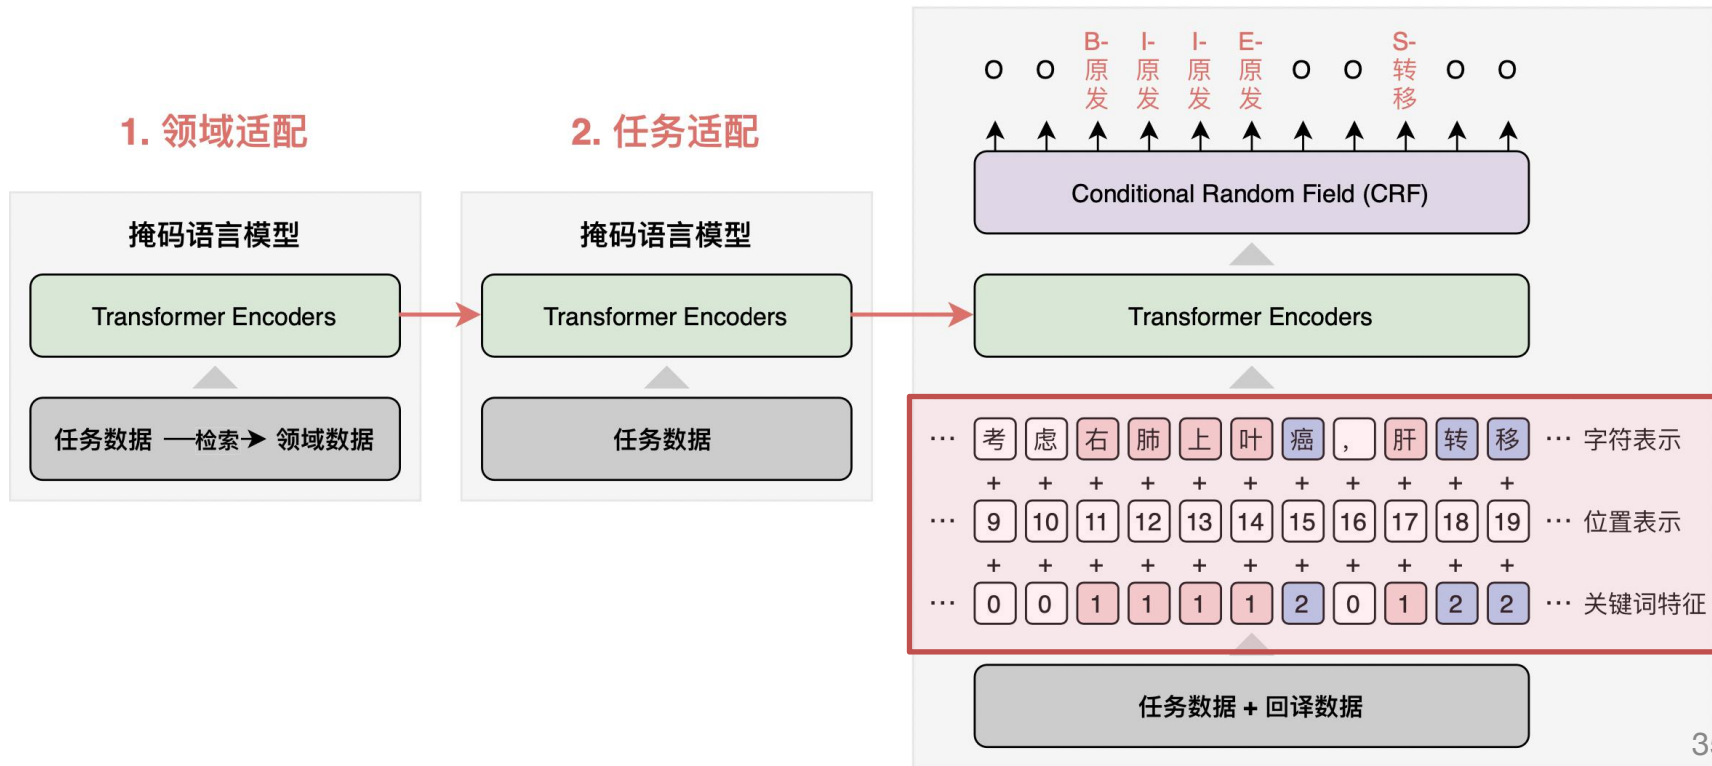 1. 领域适配
掩码语言模型
Transformer Encoders
任务数据 —检索→ 领域数据
2. 任务适配
掩码语言模型
Transformer Encoders
任务数据
O O B-原发 I-原发 I-原发 E-原发 O O S-转移 O O
Conditional Random Field (CRF)
Transformer Encoders
··· 考 虑 右 肺 上 叶 癌 , 肝 转 移 ··· 字符表示
+ + + + + + + + + + +
··· 9 10 11 12 13 14 15 16 17 18 19 ··· 位置表示
+ + + + + + + + + + +
··· 0 0 1 1 1 1 2 0 1 2 2 ··· 关键词特征
任务数据 + 回译数据